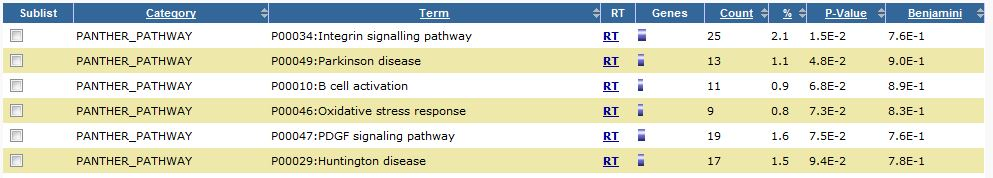 Sublist Category Term RT Genes Count % P-Value Benjamini
PANTHER_PATHWAY P00034:Integrin signalling pathway RT 25 2.1 1.5E-2 7.6E-1
PANTHER_PATHWAY P00049:Parkinson disease RT 13 1.1 4.8E-2 9.0E-1
PANTHER_PATHWAY P00010:B cell activation RT 11 0.9 6.8E-2 8.9E-1
PANTHER_PATHWAY P00046:Oxidative stress response RT 9 0.8 7.3E-2 8.3E-1
PANTHER_PATHWAY P00047:PDGF signaling pathway RT 19 1.6 7.5E-2 7.6E-1
PANTHER_PATHWAY P00029:Huntington disease RT 17 1.5 9.4E-2 7.8E-1